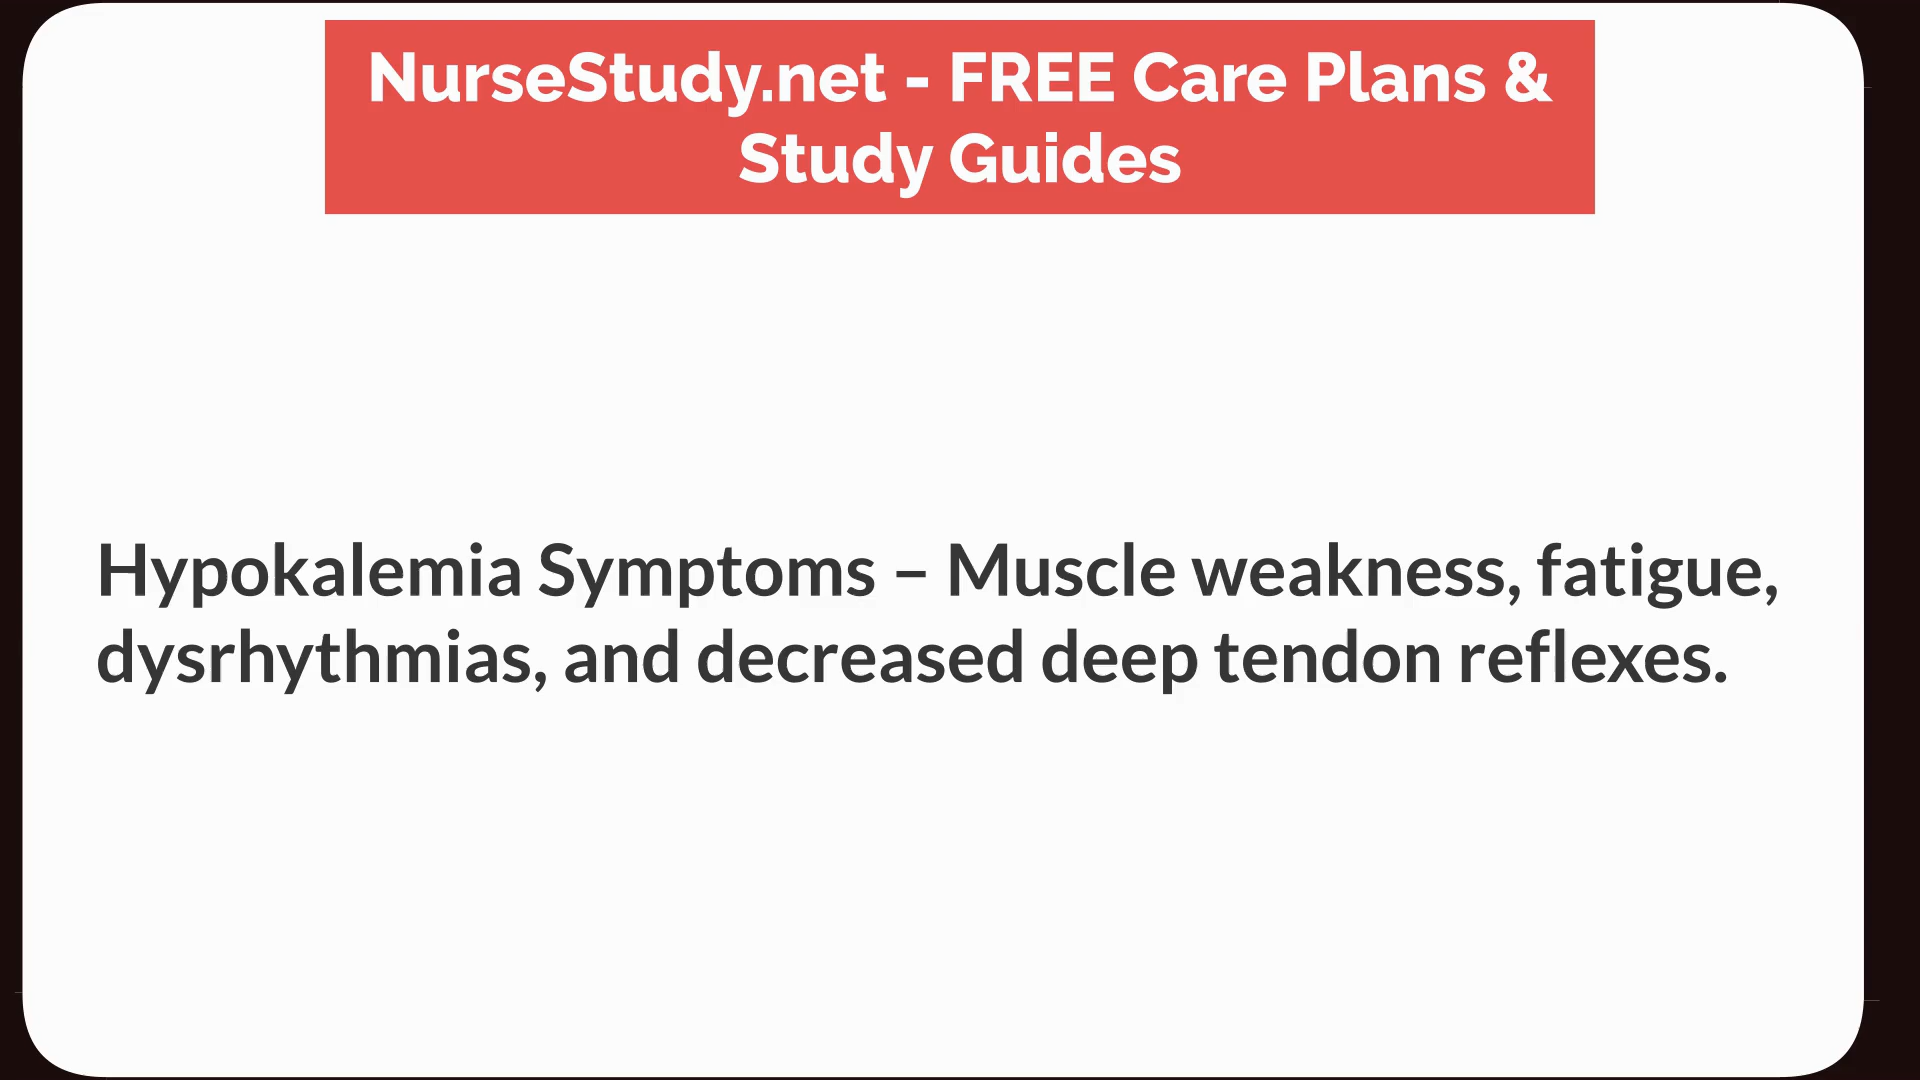 NurseStudy.net - FREE Care Plans &
Study Guides
Hypokalemia Symptoms – Muscle weakness, fatigue,
dysrhythmias, and decreased deep tendon reflexes.